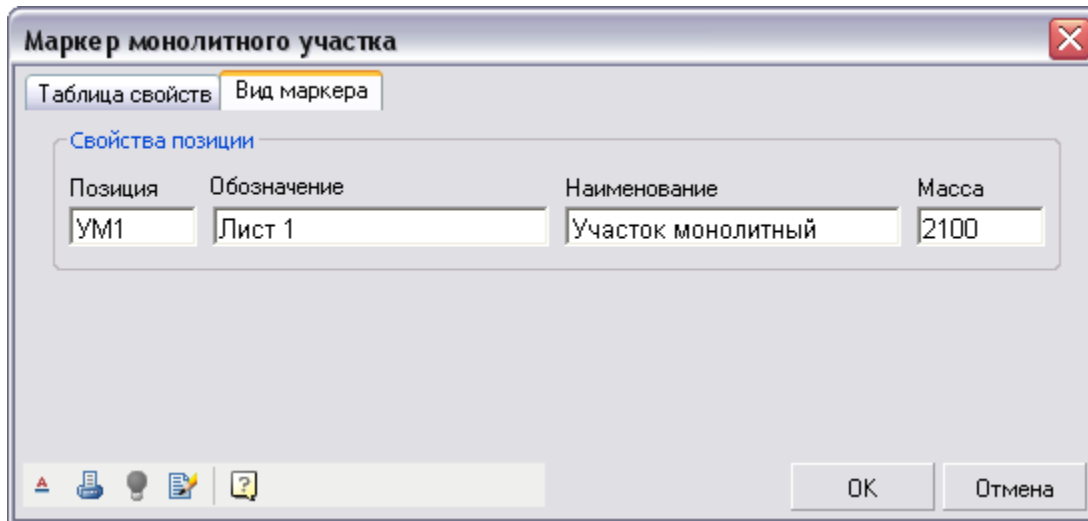 Маркер монолитного участка
Таблица свойств Вид маркера
Свойства позиции
Позиция Обозначение Наименование Масса
УМ1 Лист 1 Участок монолитный 2100
A ?
OK Отмена